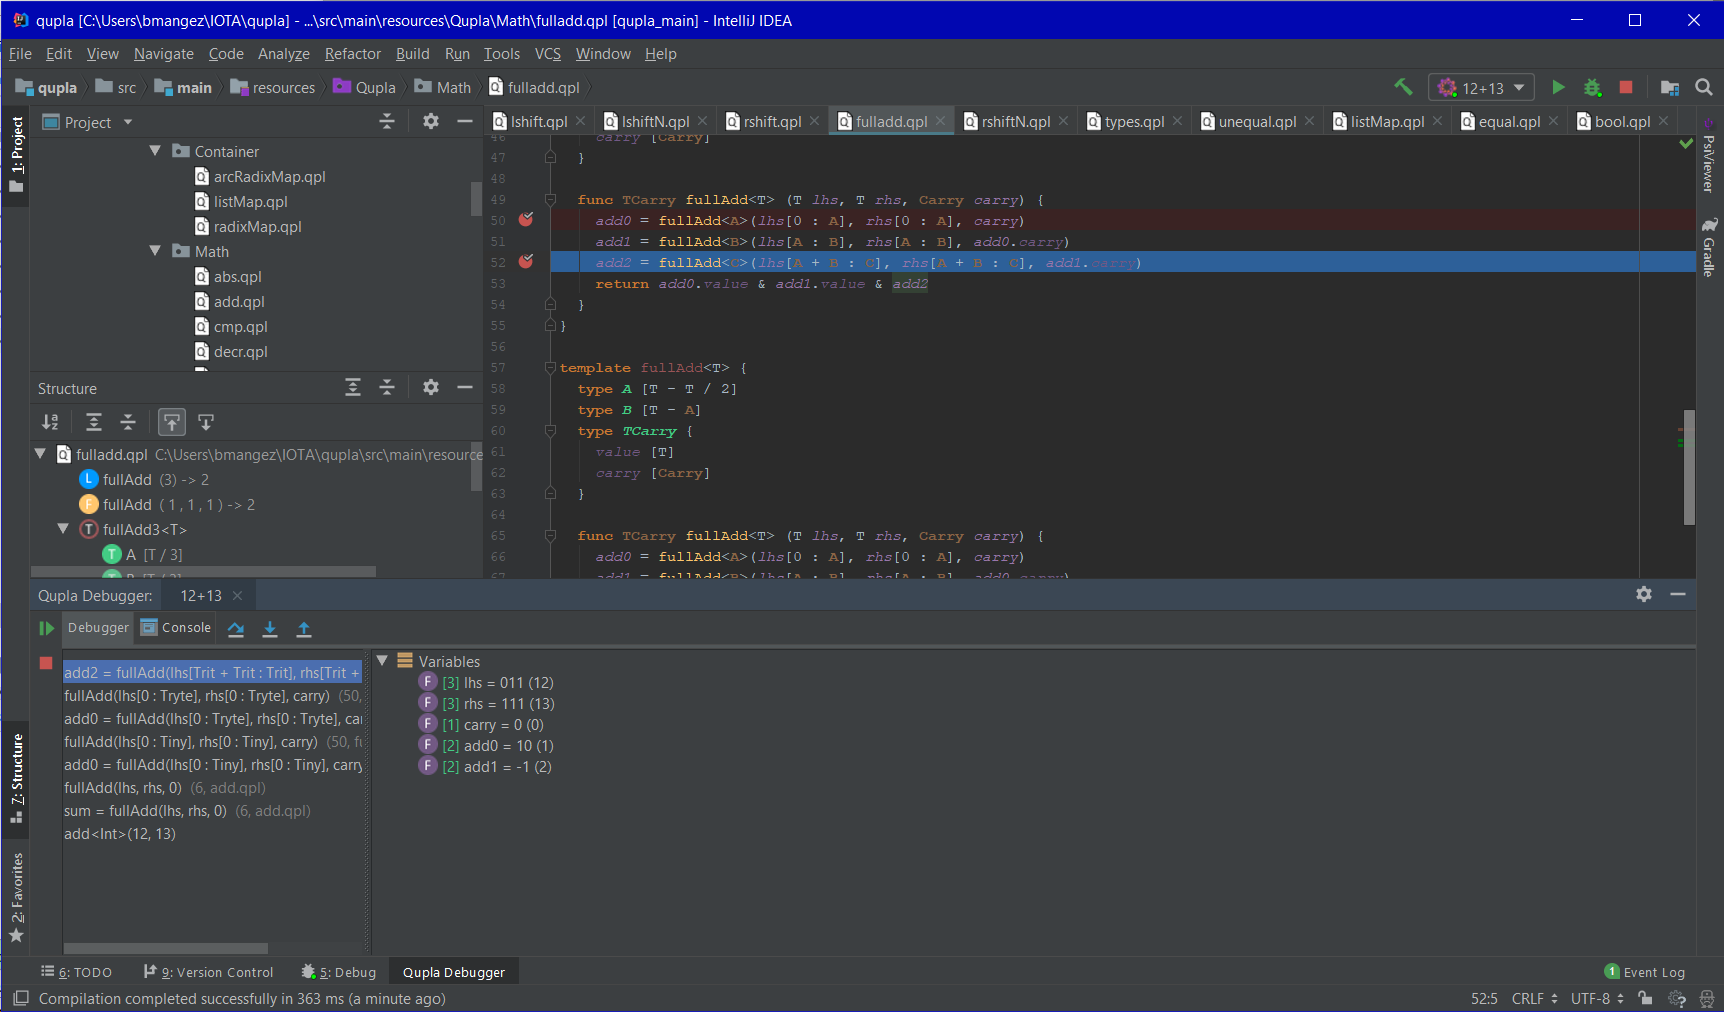 qupla [C:\Users\bmangez\IOTA\qupla] - ...\src\main\resources\Qupla\Math\fulladd.qpl [qupla_main] - IntelliJ IDEA
File Edit View Navigate Code Analyze Refactor Build Run Tools VCS Window Help
qupla src main resources Qupla Math fulladd.qpl 12+13
1: Project
Project
Container
arcRadixMap.qpl
listMap.qpl
radixMap.qpl
Math
abs.qpl
add.qpl
cmp.qpl
decr.qpl
Structure
fulladd.qpl C:\Users\bmangez\IOTA\qupla\src\main\resource
fullAdd (3) -> 2
fullAdd ( 1 , 1 , 1 ) -> 2
fullAdd3<T>
A [T / 3]
lshift.qpl lshiftN.qpl rshift.qpl fulladd.qpl rshiftN.qpl types.qpl unequal.qpl listMap.qpl equal.qpl bool.qpl
46 carry [Carry]
47 }
48
49 func TCarry fullAdd<T> (T lhs, T rhs, Carry carry) {
50 add0 = fullAdd<A>(lhs[0 : A], rhs[0 : A], carry)
51 add1 = fullAdd<B>(lhs[A : B], rhs[A : B], add0.carry)
52 add2 = fullAdd<C>(lhs[A + B : C], rhs[A + B : C], add1.carry)
53 return add0.value & add1.value & add2
54 }
55 }
56
57 template fullAdd<T> {
58 type A [T - T / 2]
59 type B [T - A]
60 type TCarry {
61 value [T]
62 carry [Carry]
63 }
64
65 func TCarry fullAdd<T> (T lhs, T rhs, Carry carry) {
66 add0 = fullAdd<A>(lhs[0 : A], rhs[0 : A], carry)
67 add1 = fullAdd<B>(lhs[A : B], rhs[A : B], add0.carry)
PsiViewer
Gradle
Qupla Debugger: 12+13
Debugger Console
add2 = fullAdd(lhs[Trit + Trit : Trit], rhs[Trit +
fullAdd(lhs[0 : Tryte], rhs[0 : Tryte], carry) (50,
add0 = fullAdd(lhs[0 : Tryte], rhs[0 : Tryte], car
fullAdd(lhs[0 : Tiny], rhs[0 : Tiny], carry) (50, fu
add0 = fullAdd(lhs[0 : Tiny], rhs[0 : Tiny], carry
fullAdd(lhs, rhs, 0) (6, add.qpl)
sum = fullAdd(lhs, rhs, 0) (6, add.qpl)
add<Int>(12, 13)
Variables
[3] lhs = 011 (12)
[3] rhs = 111 (13)
[1] carry = 0 (0)
[2] add0 = 10 (1)
[2] add1 = -1 (2)
7: Structure
2: Favorites
6: TODO 9: Version Control 5: Debug Qupla Debugger 1 Event Log
Compilation completed successfully in 363 ms (a minute ago) 52:5 CRLF UTF-8